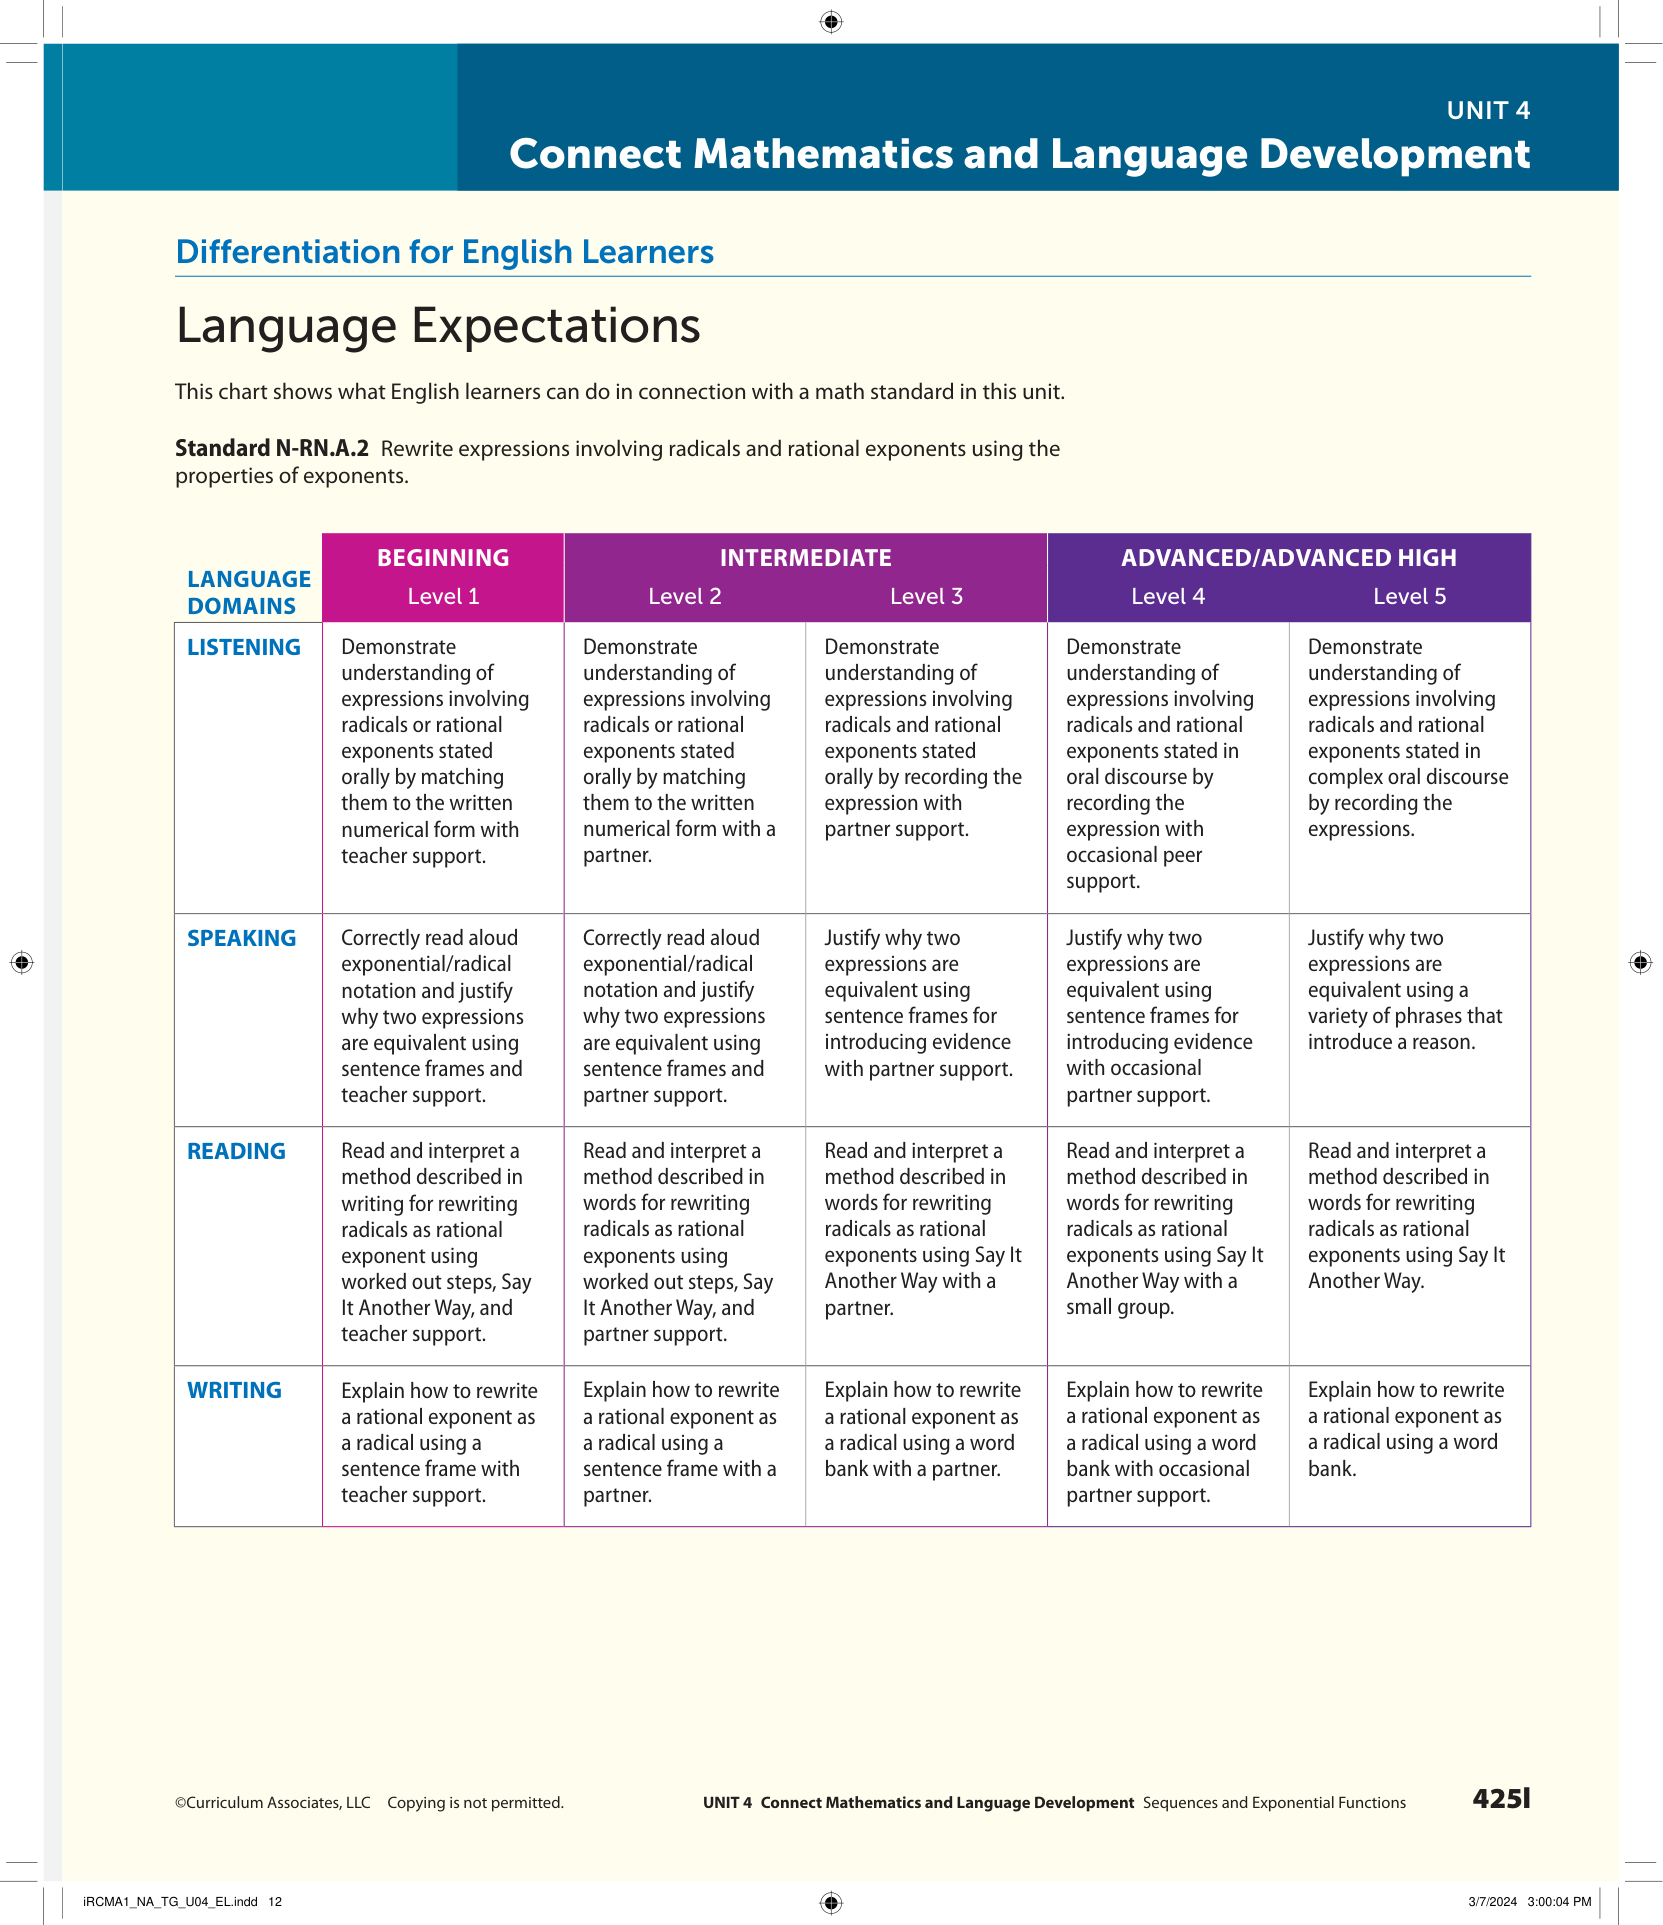 UNIT 4
Connect Mathematics and Language Development
Differentiation for English Learners
Language Expectations
This chart shows what English learners can do in connection with a math standard in this unit.
Standard N-RN.A.2 Rewrite expressions involving radicals and rational exponents using the
properties of exponents.
LANGUAGE
DOMAINS
BEGINNING
Level 1
INTERMEDIATE
Level 2
Level 3
ADVANCED/ADVANCED HIGH
Level 4
Level 5
LISTENING
Demonstrate
understanding of
expressions involving
radicals or rational
exponents stated
orally by matching
them to the written
numerical form with
teacher support.
Demonstrate
understanding of
expressions involving
radicals or rational
exponents stated
orally by matching
them to the written
numerical form with a
partner.
Demonstrate
understanding of
expressions involving
radicals and rational
exponents stated
orally by recording the
expression with
partner support.
Demonstrate
understanding of
expressions involving
radicals and rational
exponents stated in
oral discourse by
recording the
expression with
occasional peer
support.
Demonstrate
understanding of
expressions involving
radicals and rational
exponents stated in
complex oral discourse
by recording the
expressions.
SPEAKING
Correctly read aloud
exponential/radical
notation and justify
why two expressions
are equivalent using
sentence frames and
teacher support.
Correctly read aloud
exponential/radical
notation and justify
why two expressions
are equivalent using
sentence frames and
partner support.
Justify why two
expressions are
equivalent using
sentence frames for
introducing evidence
with partner support.
Justify why two
expressions are
equivalent using
sentence frames for
introducing evidence
with occasional
partner support.
Justify why two
expressions are
equivalent using a
variety of phrases that
introduce a reason.
READING
Read and interpret a
method described in
writing for rewriting
radicals as rational
exponent using
worked out steps, Say
It Another Way, and
teacher support.
Read and interpret a
method described in
words for rewriting
radicals as rational
exponents using
worked out steps, Say
It Another Way, and
partner support.
Read and interpret a
method described in
words for rewriting
radicals as rational
exponents using Say It
Another Way with a
partner.
Read and interpret a
method described in
words for rewriting
radicals as rational
exponents using Say It
Another Way with a
small group.
Read and interpret a
method described in
words for rewriting
radicals as rational
exponents using Say It
Another Way.
WRITING
Explain how to rewrite
a rational exponent as
a radical using a
sentence frame with
teacher support.
Explain how to rewrite
a rational exponent as
a radical using a
sentence frame with a
partner.
Explain how to rewrite
a rational exponent as
a radical using a word
bank with a partner.
Explain how to rewrite
a rational exponent as
a radical using a word
bank with occasional
partner support.
Explain how to rewrite
a rational exponent as
a radical using a word
bank.
©Curriculum Associates, LLC Copying is not permitted.
UNIT 4 Connect Mathematics and Language Development Sequences and Exponential Functions
425l
iRCMA1_NA_TG_U04_EL.indd 12
3/7/2024 3:00:04 PM